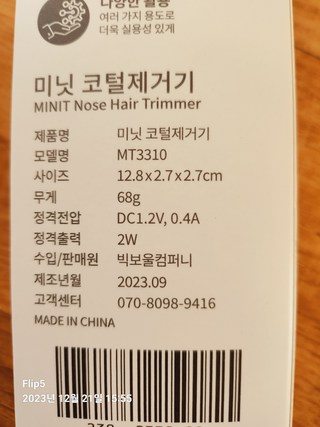 다양한 활용
여러 가지 용도로
더욱 실용성 있게
미닛 코털제거기
MINIT Nose Hair Trimmer
제품명 미닛 코털제거기
모델명 MT3310
사이즈 12.8x2.7x2.7cm
무게 68g
정격전압 DC1.2V, 0.4A
정격출력 2W
수입/판매원 빅보울컴퍼니
제조년월 2023.09
고객센터 070-8098-9416
MADE IN CHINA
Flip5
2023년 12월 21일 15:55